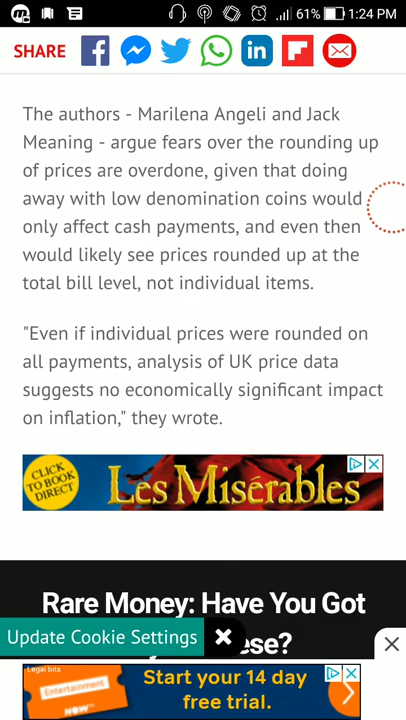 61% 1:24 PM
SHARE
The authors - Marilena Angeli and Jack
Meaning - argue fears over the rounding up
of prices are overdone, given that doing
away with low denomination coins would
only affect cash payments, and even then
would likely see prices rounded up at the
total bill level, not individual items.
"Even if individual prices were rounded on
all payments, analysis of UK price data
suggests no economically significant impact
on inflation," they wrote.
CLICK
TO BOOK
DIRECT
Les Misérables
Rare Money: Have You Got
ese?
Update Cookie Settings
Legal bits
Entertainment
NOW
Start your 14 day
free trial.